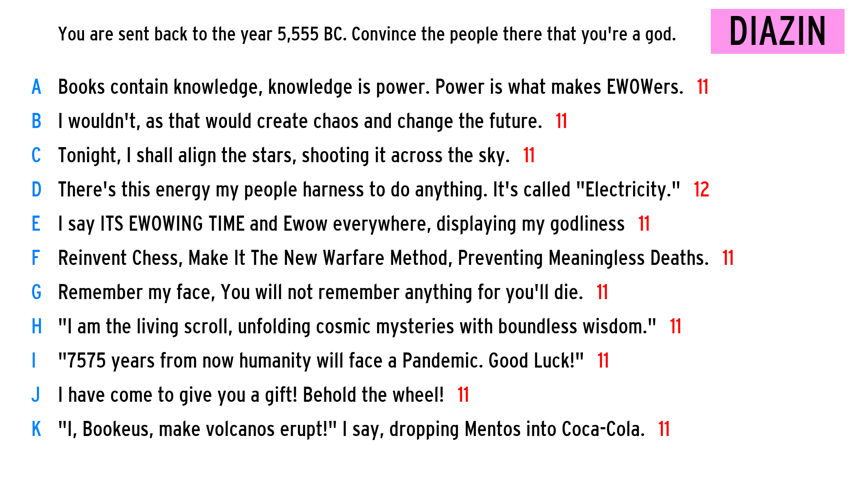 You are sent back to the year 5,555 BC. Convince the people there that you're a god.
DIAZIN
A Books contain knowledge, knowledge is power. Power is what makes EWOWers. 11
B I wouldn't, as that would create chaos and change the future. 11
C Tonight, I shall align the stars, shooting it across the sky. 11
D There's this energy my people harness to do anything. It's called "Electricity." 12
E I say ITS EWOWING TIME and Ewow everywhere, displaying my godliness 11
F Reinvent Chess, Make It The New Warfare Method, Preventing Meaningless Deaths. 11
G Remember my face, You will not remember anything for you'll die. 11
H "I am the living scroll, unfolding cosmic mysteries with boundless wisdom." 11
I "7575 years from now humanity will face a Pandemic. Good Luck!" 11
J I have come to give you a gift! Behold the wheel! 11
K "I, Bookeus, make volcanos erupt!" I say, dropping Mentos into Coca-Cola. 11